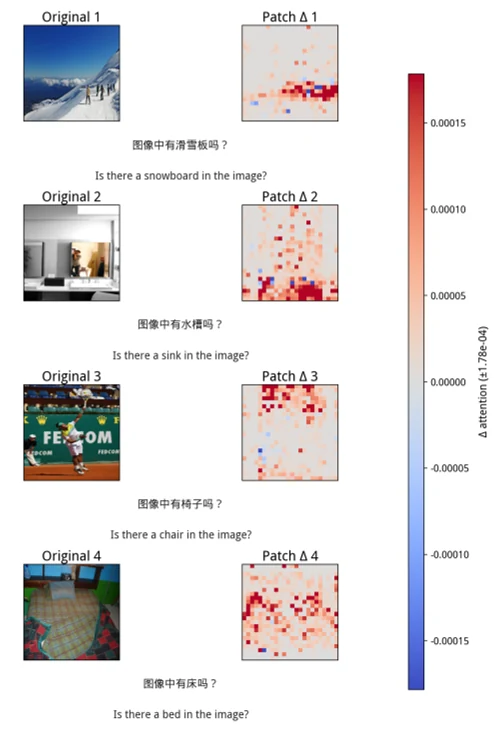 Original 1 Patch Δ 1
图像中有滑雪板吗？
Is there a snowboard in the image?
Original 2 Patch Δ 2
图像中有水槽吗？
Is there a sink in the image?
Original 3 Patch Δ 3
FEDCOM
FEDCOM
FEDCOM
图像中有椅子吗？
Is there a chair in the image?
Original 4 Patch Δ 4
图像中有床吗？
Is there a bed in the image?
0.00015
0.00010
0.00005
0.00000
-0.00005
-0.00010
-0.00015
Δ attention (±1.78e-04)